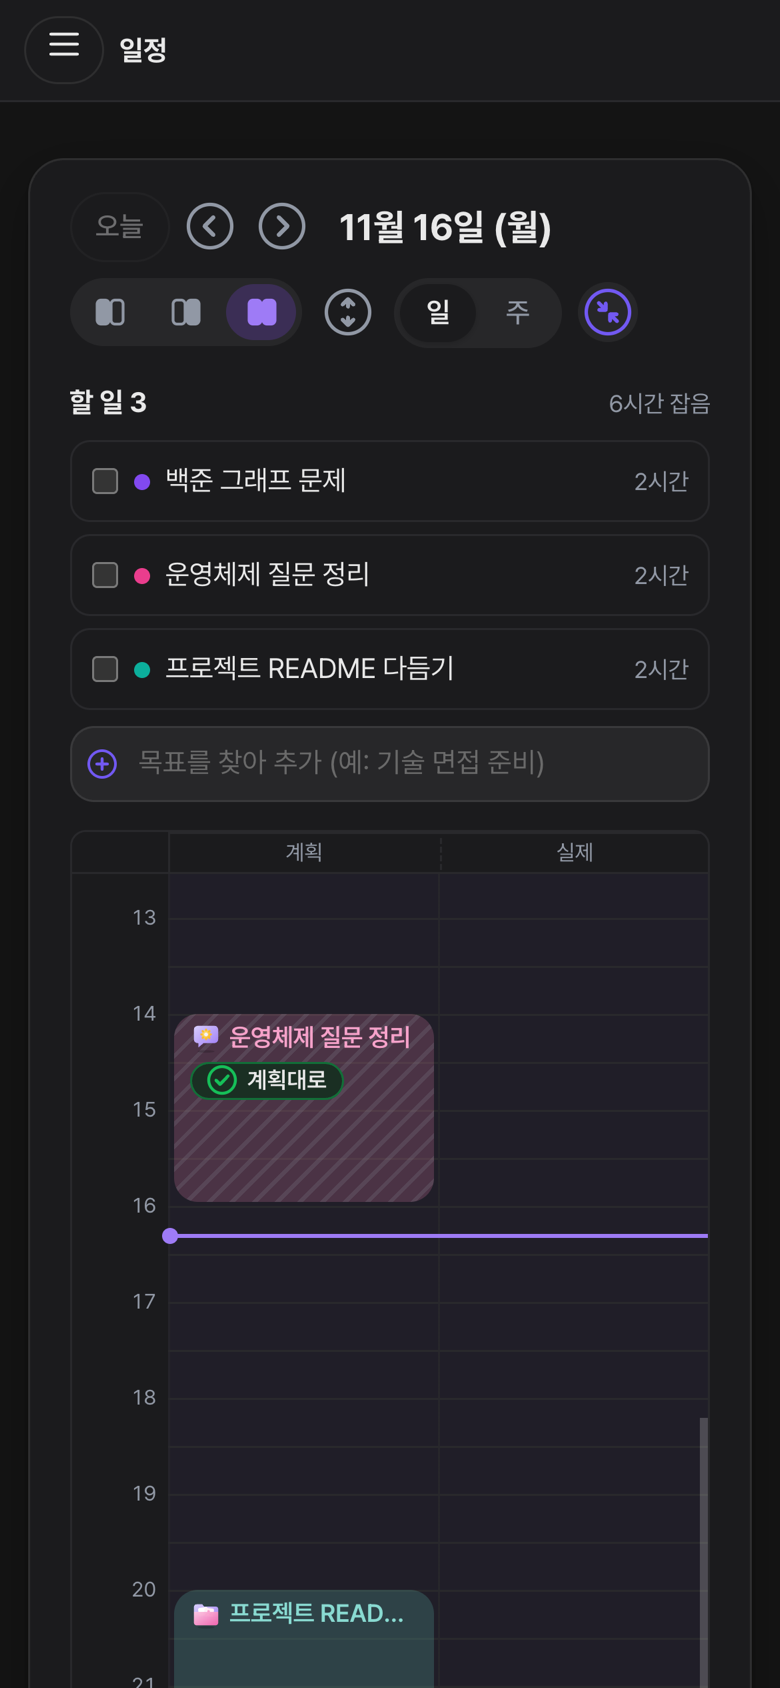 일정
오늘
11월 16일 (월)
일 주
할 일 3
6시간 잡음
백준 그래프 문제
2시간
운영체제 질문 정리
2시간
프로젝트 README 다듬기
2시간
목표를 찾아 추가 (예: 기술 면접 준비)
계획 실제
13
14
운영체제 질문 정리
계획대로
15
16
17
18
19
20
프로젝트 READ...
21